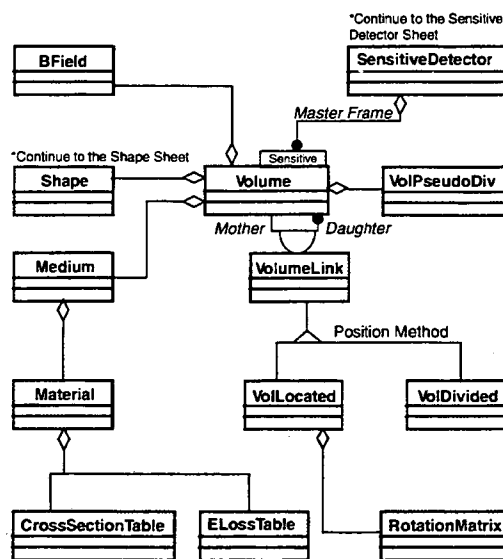 *Continue to the Sensitive
Detector Sheet
BField
SensitiveDetector
Master Frame
*Continue to the Shape Sheet
Sensitive
Shape
Volume
VolPseudoDiv
Mother
Daughter
Medium
VolumeLink
Position Method
Material
VolLocated
VolDivided
CrossSectionTable
ELossTable
RotationMatrix